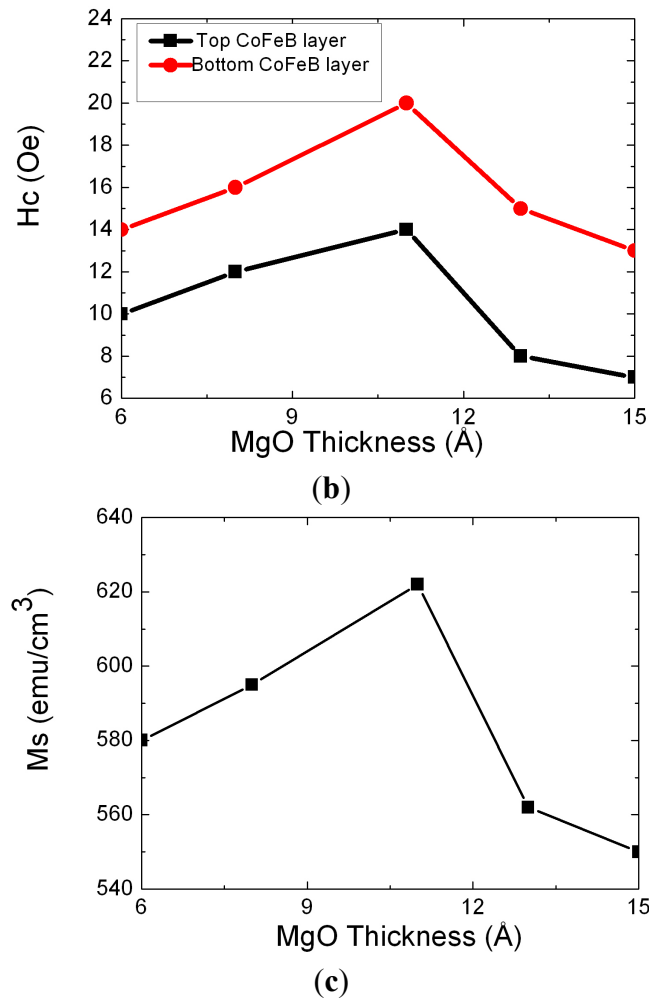 24
22
20
18
16
14
12
10
8
6
Hc (Oe)
Top CoFeB layer
Bottom CoFeB layer
6 9 12 15
MgO Thickness (Å)
(b)
640
620
600
580
560
540
Ms (emu/cm³)
6 9 12 15
MgO Thickness (Å)
(c)